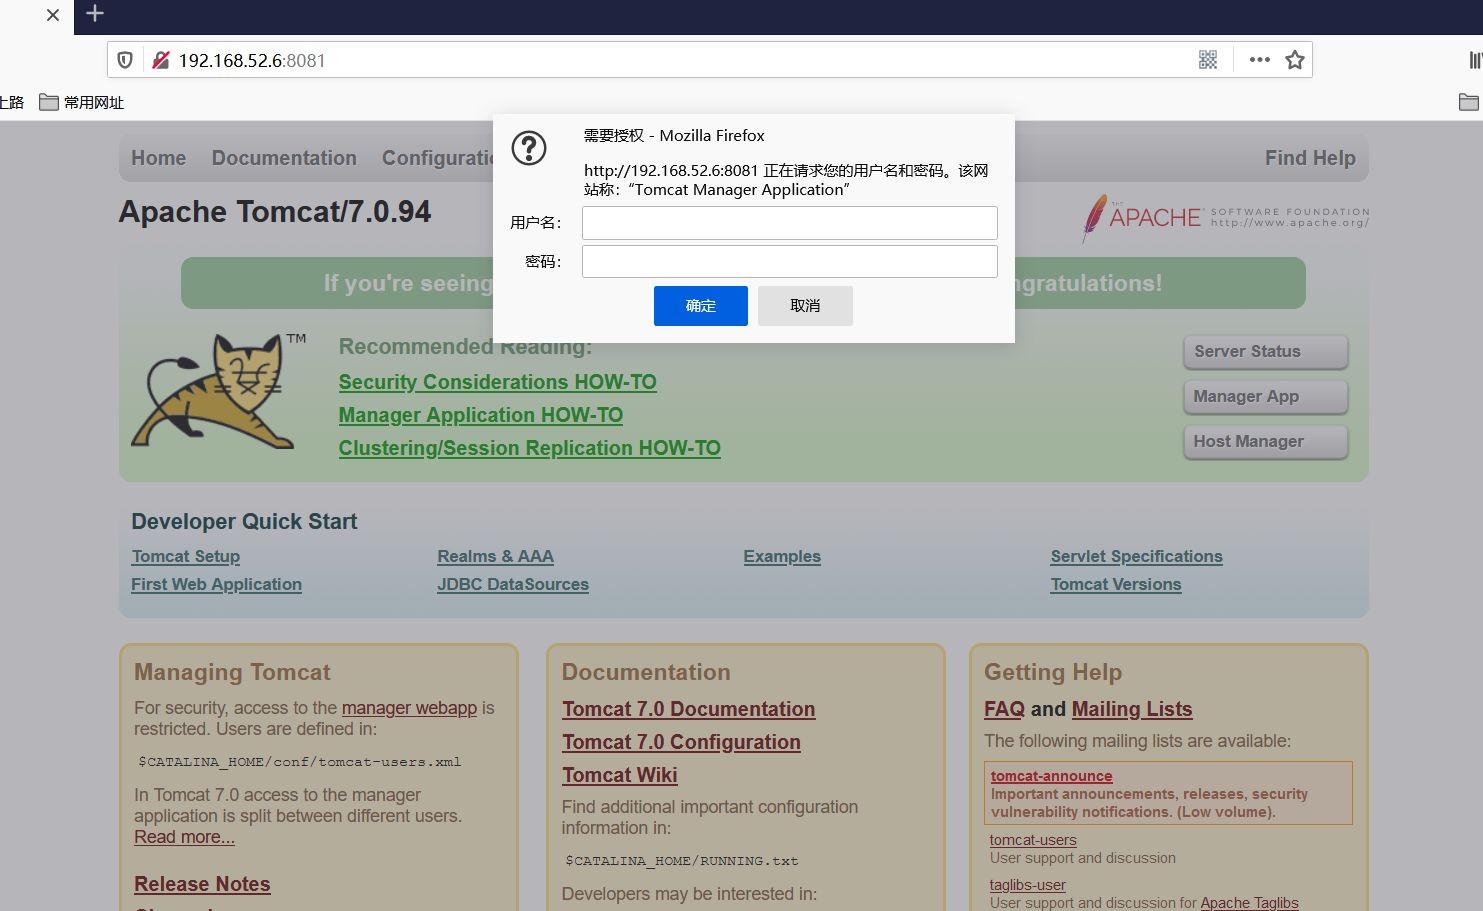 192.168.52.6:8081
上路 常用网址
需要授权 - Mozilla Firefox
http://192.168.52.6:8081 正在请求您的用户名和密码。该网
站称：“Tomcat Manager Application”
用户名：
密码：
确定 取消
Home Documentation Configuratio Find Help
Apache Tomcat/7.0.94
THE APACHE SOFTWARE FOUNDATION
http://www.apache.org/
If you're seeing ngratulations!
TM
Recommended Reading:
Security Considerations HOW-TO
Manager Application HOW-TO
Clustering/Session Replication HOW-TO
Server Status
Manager App
Host Manager
Developer Quick Start
Tomcat Setup Realms & AAA Examples Servlet Specifications
First Web Application JDBC DataSources Tomcat Versions
Managing Tomcat
For security, access to the manager webapp is
restricted. Users are defined in:
$CATALINA_HOME/conf/tomcat-users.xml
In Tomcat 7.0 access to the manager
application is split between different users.
Read more...
Release Notes
Documentation
Tomcat 7.0 Documentation
Tomcat 7.0 Configuration
Tomcat Wiki
Find additional important configuration
information in:
$CATALINA_HOME/RUNNING.txt
Developers may be interested in:
Getting Help
FAQ and Mailing Lists
The following mailing lists are available:
tomcat-announce
Important announcements, releases, security
vulnerability notifications. (Low volume).
tomcat-users
User support and discussion
taglibs-user
User support and discussion for Apache Taglibs